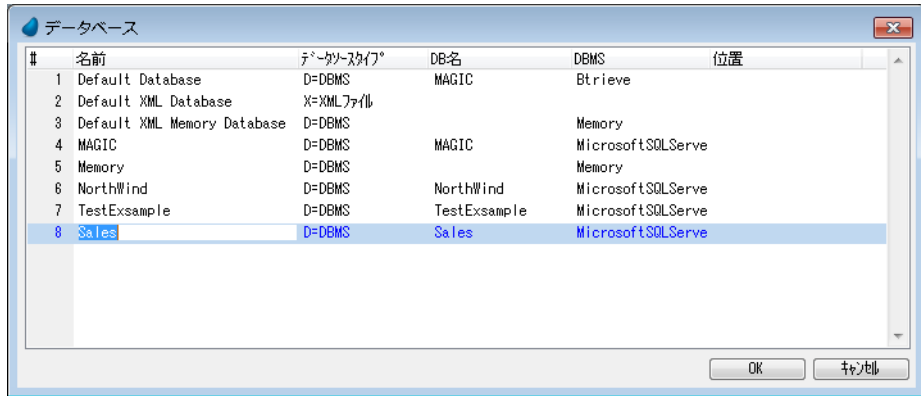 データベース
# 名前 ﾃﾞｰﾀｿｰｽﾀｲﾌﾟ DB名 DBMS 位置
1 Default Database D=DBMS MAGIC Btrieve
2 Default XML Database X=XMLﾌｧｲﾙ
3 Default XML Memory Database D=DBMS Memory
4 MAGIC D=DBMS MAGIC MicrosoftSQLServe
5 Memory D=DBMS Memory
6 NorthWind D=DBMS NorthWind MicrosoftSQLServe
7 TestExsample D=DBMS TestExsample MicrosoftSQLServe
8 Sales D=DBMS Sales MicrosoftSQLServe
OK ｷｬﾝｾﾙ